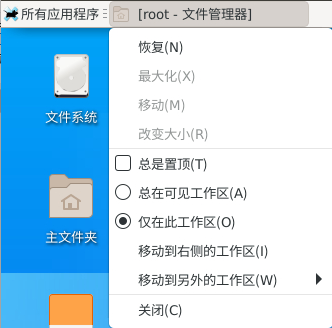 所有应用程序
[root - 文件管理器]
恢复(N)
最大化(X)
移动(M)
改变大小(R)
总是置顶(T)
总在可见工作区(A)
仅在此工作区(O)
移动到右侧的工作区(I)
移动到另外的工作区(W)
关闭(C)
文件系统
主文件夹